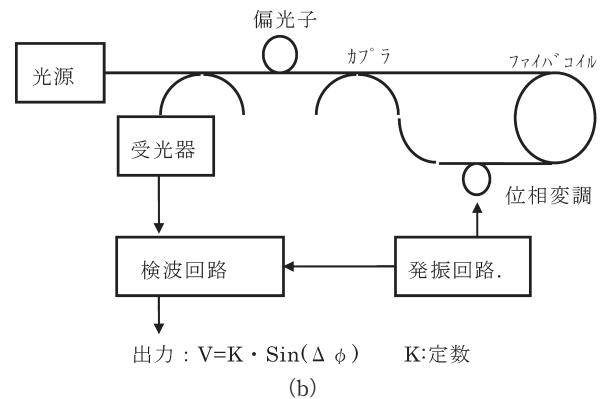 偏光子
カプラ
ファイバコイル
光源
受光器
位相変調
検波回路
発振回路.
出力：V=K・Sin(Δφ)　K:定数
(b)